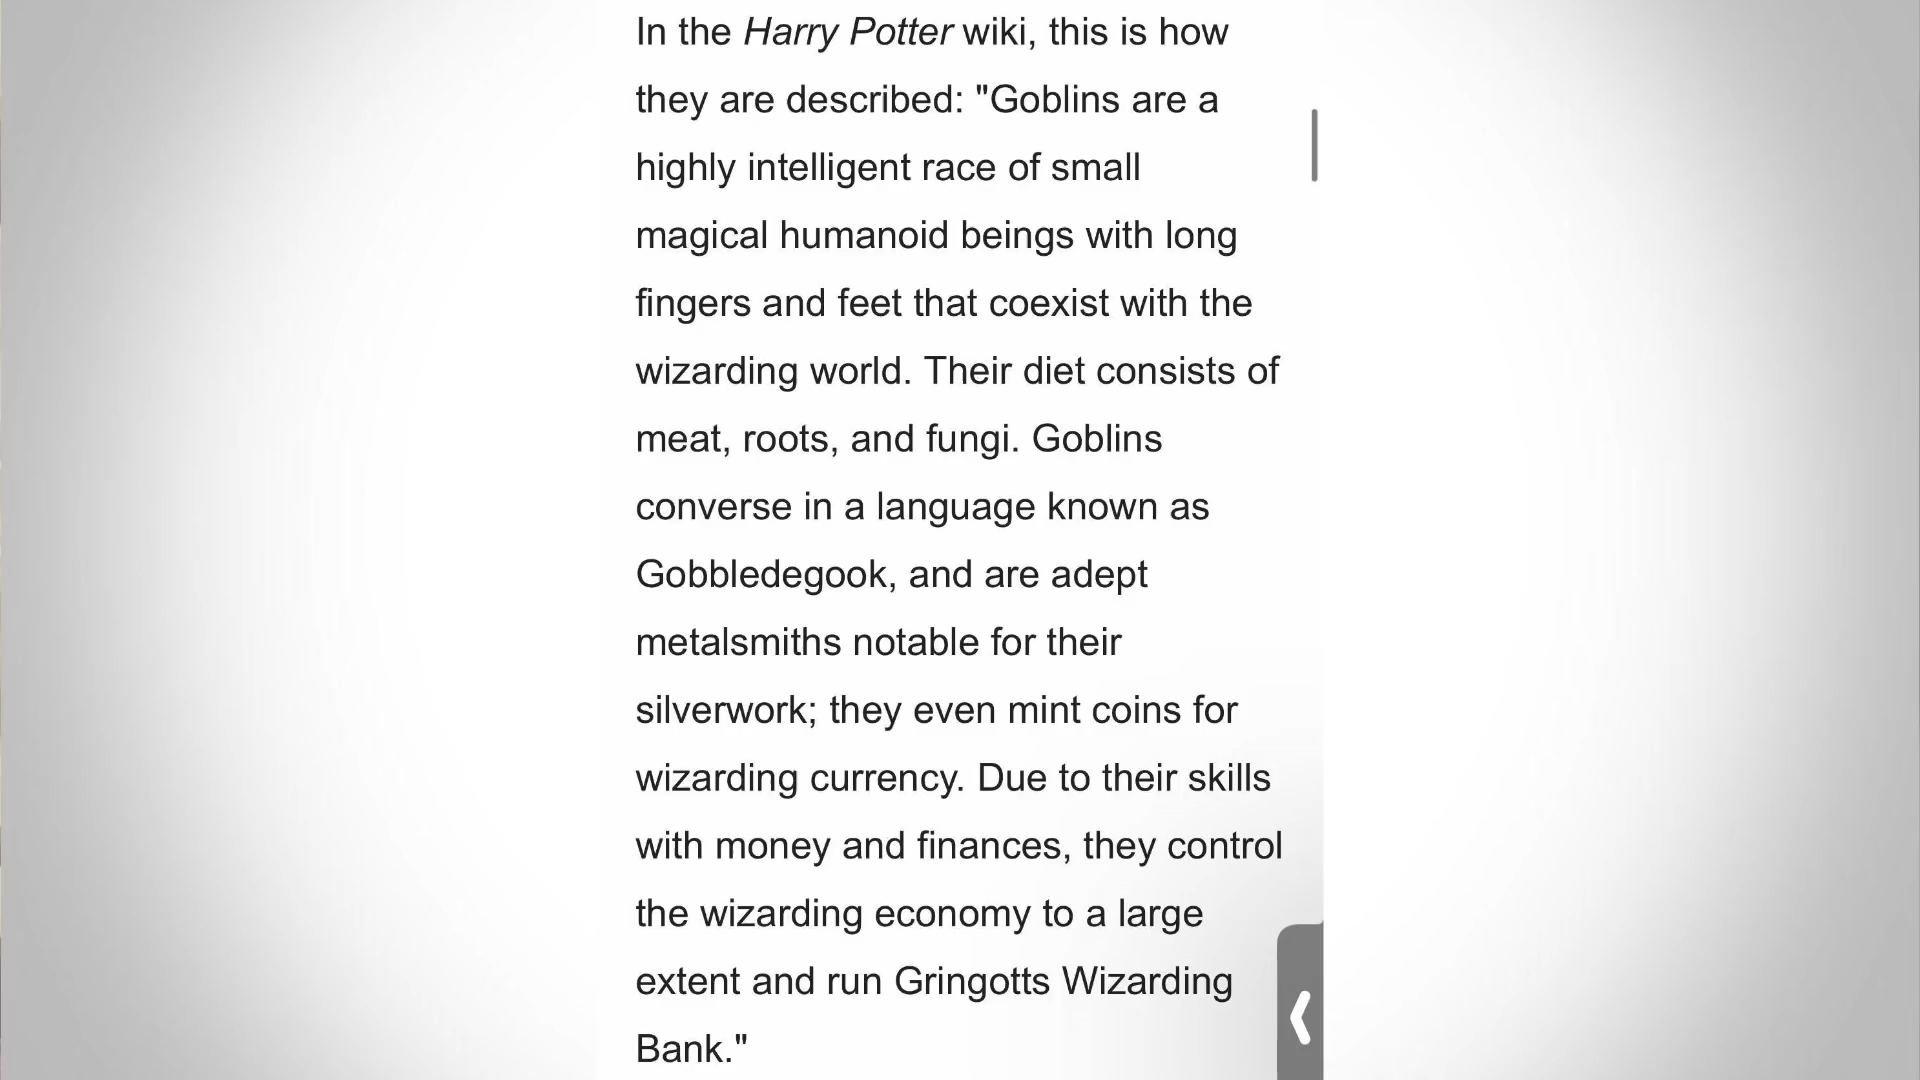 In the Harry Potter wiki, this is how
they are described: "Goblins are a
highly intelligent race of small
magical humanoid beings with long
fingers and feet that coexist with the
wizarding world. Their diet consists of
meat, roots, and fungi. Goblins
converse in a language known as
Gobbledegook, and are adept
metalsmiths notable for their
silverwork; they even mint coins for
wizarding currency. Due to their skills
with money and finances, they control
the wizarding economy to a large
extent and run Gringotts Wizarding
Bank."